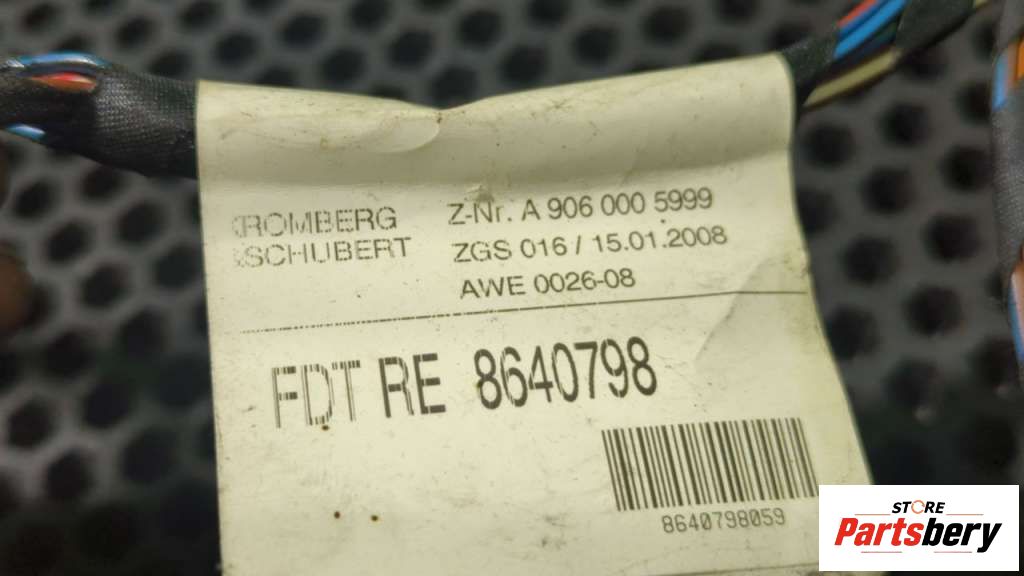 KROMBERG
&SCHUBERT
Z-Nr. A 906 000 5999
ZGS 016 / 15.01.2008
AWE 0026-08
FDT RE 8640798
8640798059
STORE
Partsbery